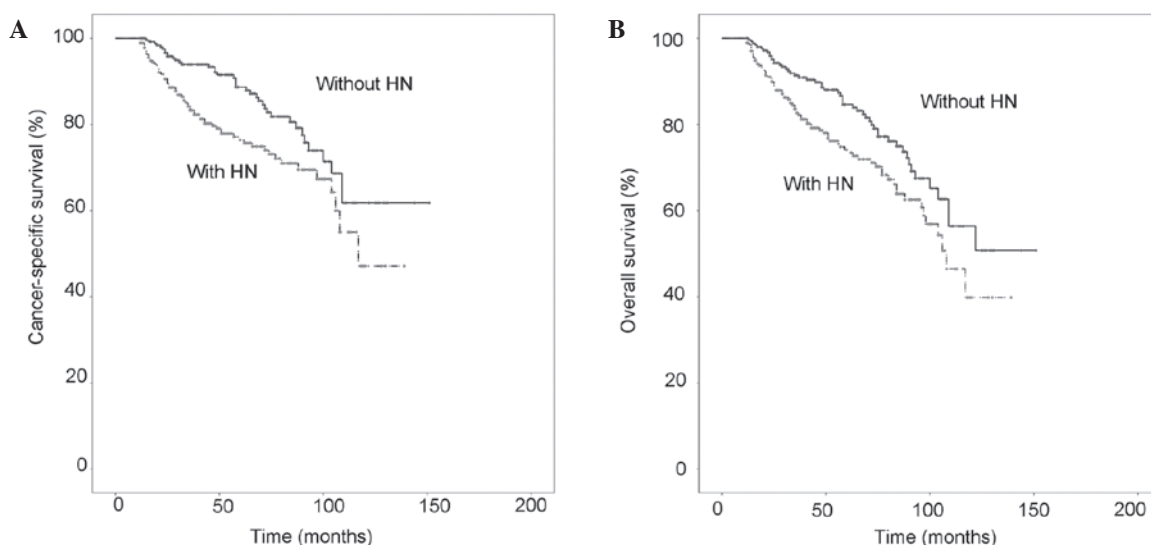 A
100
80
60
40
20
0
Cancer-specific survival (%)
Without HN
With HN
0 50 100 150 200
Time (months)
B
100
80
60
40
20
0
Overall survival (%)
Without HN
With HN
0 50 100 150 200
Time (months)